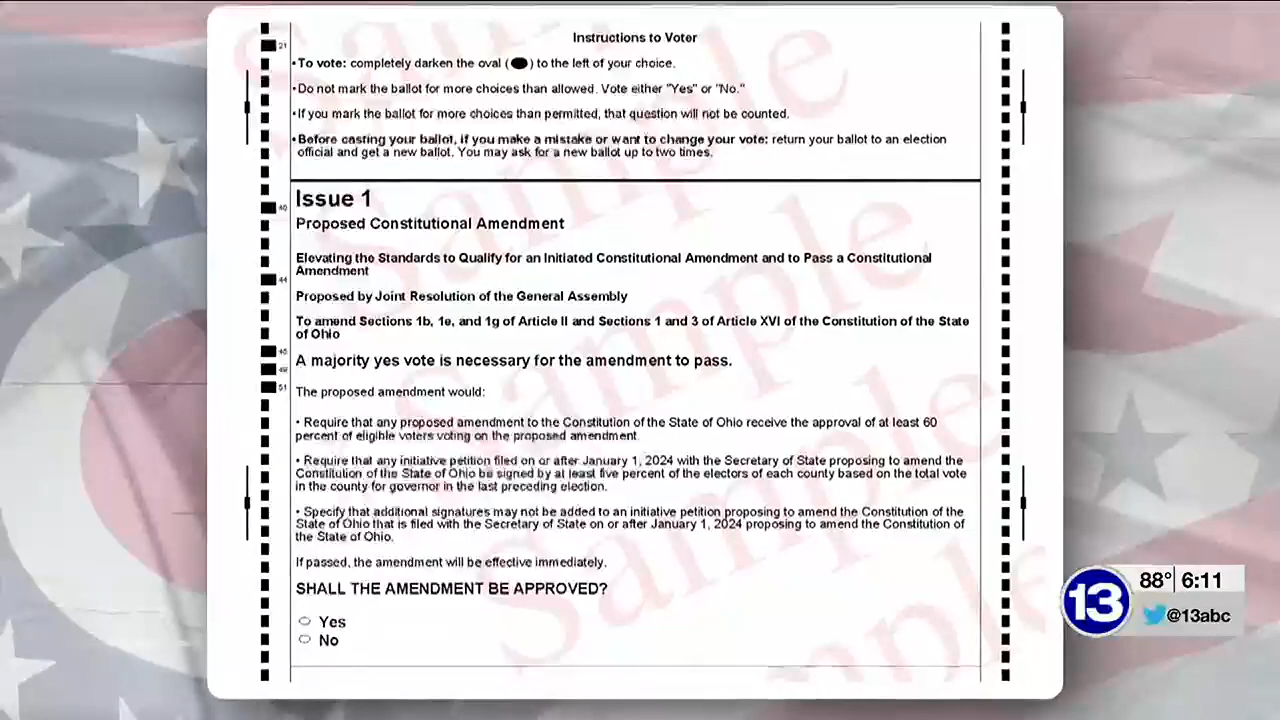 Instructions to Voter
21
•To vote: completely darken the oval ( ) to the left of your choice.
•Do not mark the ballot for more choices than allowed. Vote either "Yes" or "No."
•If you mark the ballot for more choices than permitted, that question will not be counted.
•Before casting your ballot, if you make a mistake or want to change your vote: return your ballot to an election
official and get a new ballot. You may ask for a new ballot up to two times.
Issue 1
40
Proposed Constitutional Amendment
Elevating the Standards to Qualify for an Initiated Constitutional Amendment and to Pass a Constitutional
Amendment
44
Proposed by Joint Resolution of the General Assembly
To amend Sections 1b, 1e, and 1g of Article II and Sections 1 and 3 of Article XVI of the Constitution of the State
of Ohio
A majority yes vote is necessary for the amendment to pass.
51
The proposed amendment would:
• Require that any proposed amendment to the Constitution of the State of Ohio receive the approval of at least 60
percent of eligible voters voting on the proposed amendment.
• Require that any initiative petition filed on or after January 1, 2024 with the Secretary of State proposing to amend the
Constitution of the State of Ohio be signed by at least five percent of the electors of each county based on the total vote
in the county for governor in the last preceding election.
• Specify that additional signatures may not be added to an initiative petition proposing to amend the Constitution of the
State of Ohio that is filed with the Secretary of State on or after January 1, 2024 proposing to amend the Constitution of
the State of Ohio.
If passed, the amendment will be effective immediately.
SHALL THE AMENDMENT BE APPROVED?
Yes
No
Sample
Sample
Sample
Sample
Sample
13
88° 6:11
@13abc